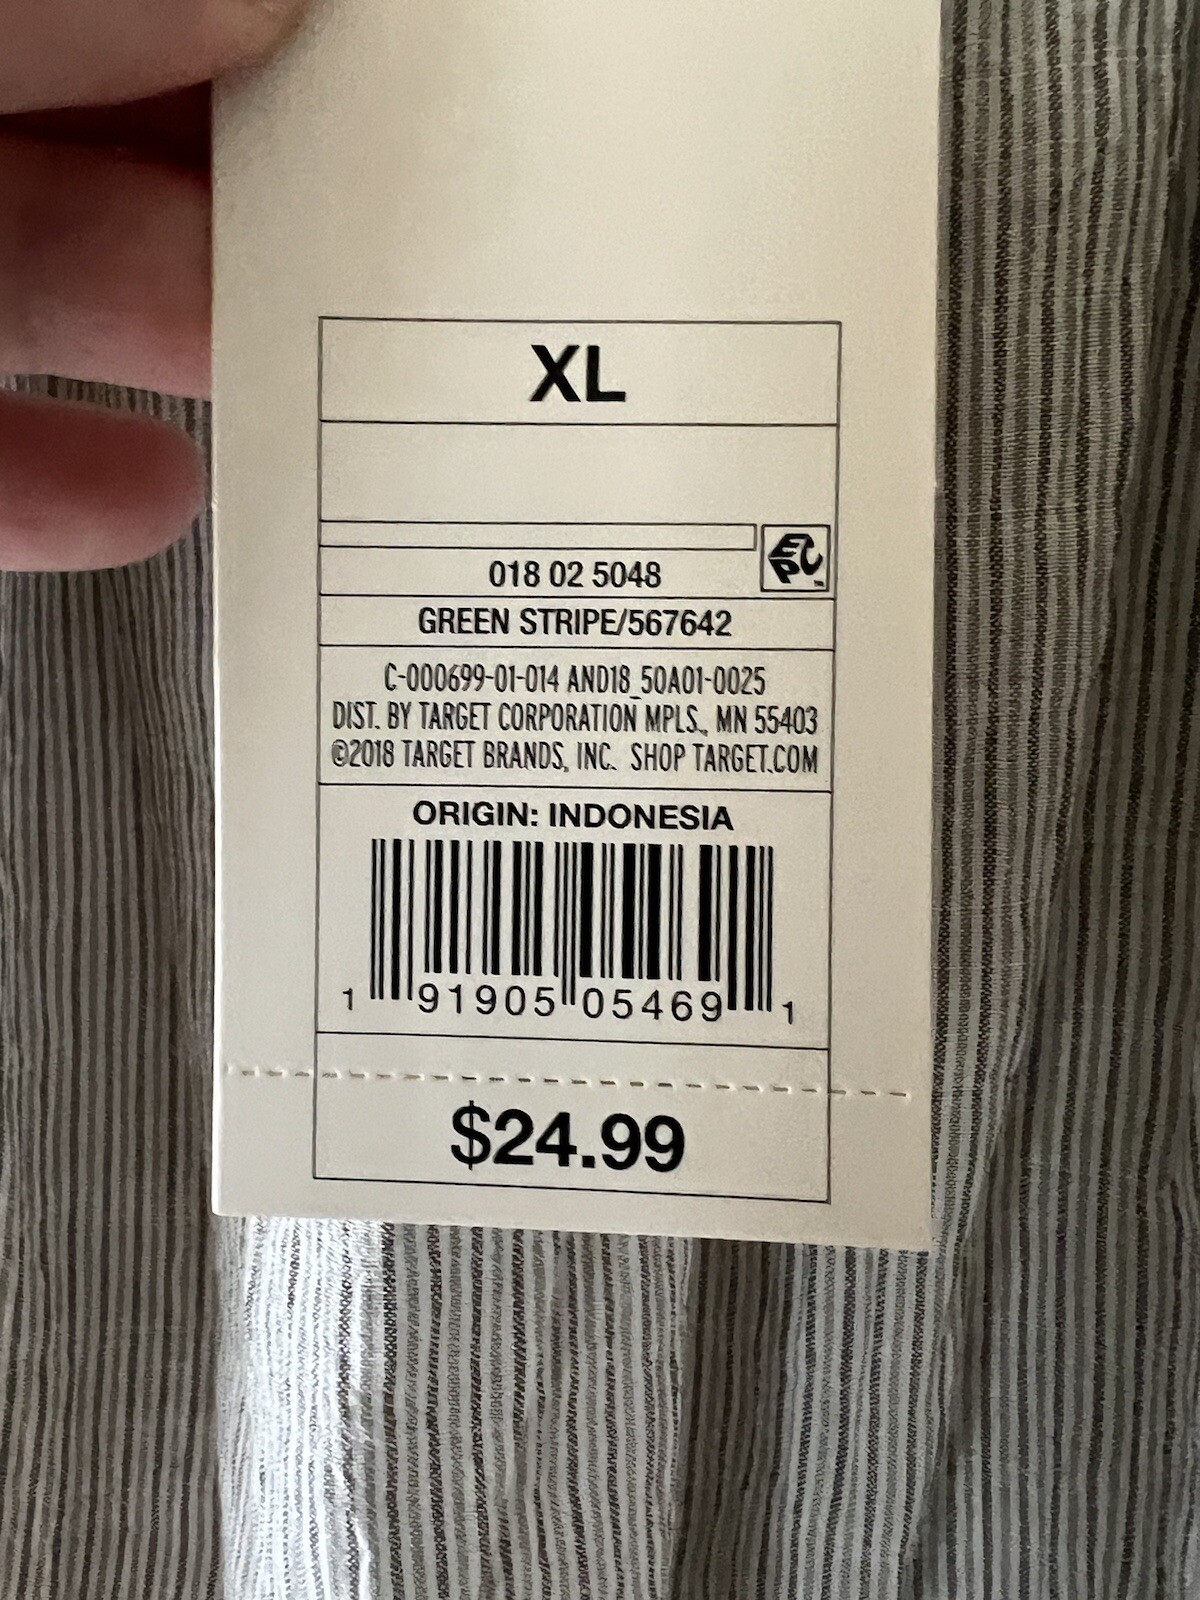 XL
EPC™
018 02 5048
GREEN STRIPE/567642
C-000699-01-014 AND18_50A01-0025
DIST. BY TARGET CORPORATION MPLS., MN 55403
©2018 TARGET BRANDS, INC. SHOP TARGET.COM
ORIGIN: INDONESIA
1 91905 05469 1
$24.99